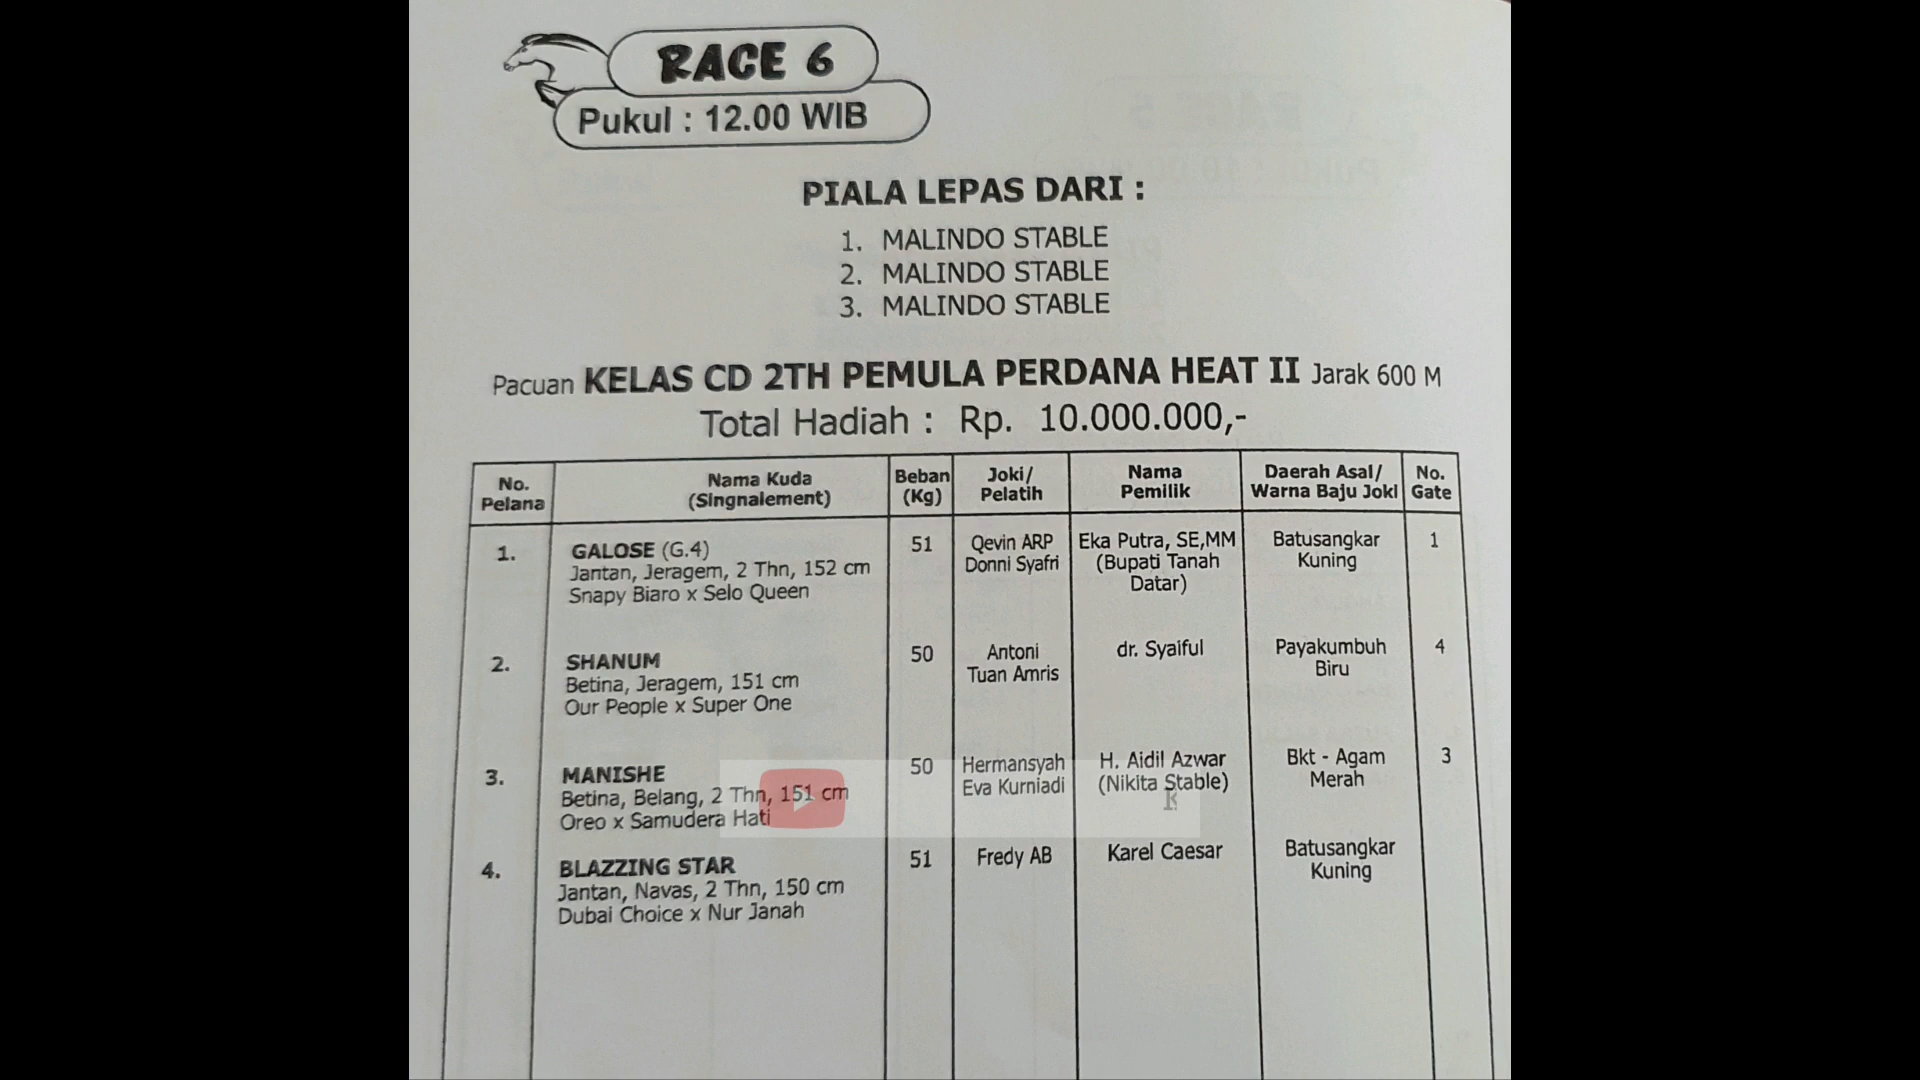 RACE 6
Pukul : 12.00 WIB
PIALA LEPAS DARI :
1. MALINDO STABLE
2. MALINDO STABLE
3. MALINDO STABLE
Pacuan KELAS CD 2TH PEMULA PERDANA HEAT II Jarak 600 M
Total Hadiah : Rp. 10.000.000,-
No. Pelana
Nama Kuda (Singnalement)
Beban (Kg)
Joki/ Pelatih
Nama Pemilik
Daerah Asal/ Warna Baju Joki
No. Gate
1. GALOSE (G.4) 51 Qevin ARP Eka Putra, SE,MM Batusangkar 1
Jantan, Jeragem, 2 Thn, 152 cm Donni Syafri (Bupati Tanah Kuning
Snapy Biaro x Selo Queen Datar)
2. SHANUM 50 Antoni dr. Syaiful Payakumbuh 4
Betina, Jeragem, 151 cm Tuan Amris Biru
Our People x Super One
3. MANISHE 50 Hermansyah H. Aidil Azwar Bkt - Agam 3
Betina, Belang, 2 Thn, 151 cm Eva Kurniadi (Nikita Stable) Merah
Oreo x Samudera Hati
4. BLAZZING STAR 51 Fredy AB Karel Caesar Batusangkar
Jantan, Navas, 2 Thn, 150 cm Kuning
Dubai Choice x Nur Janah